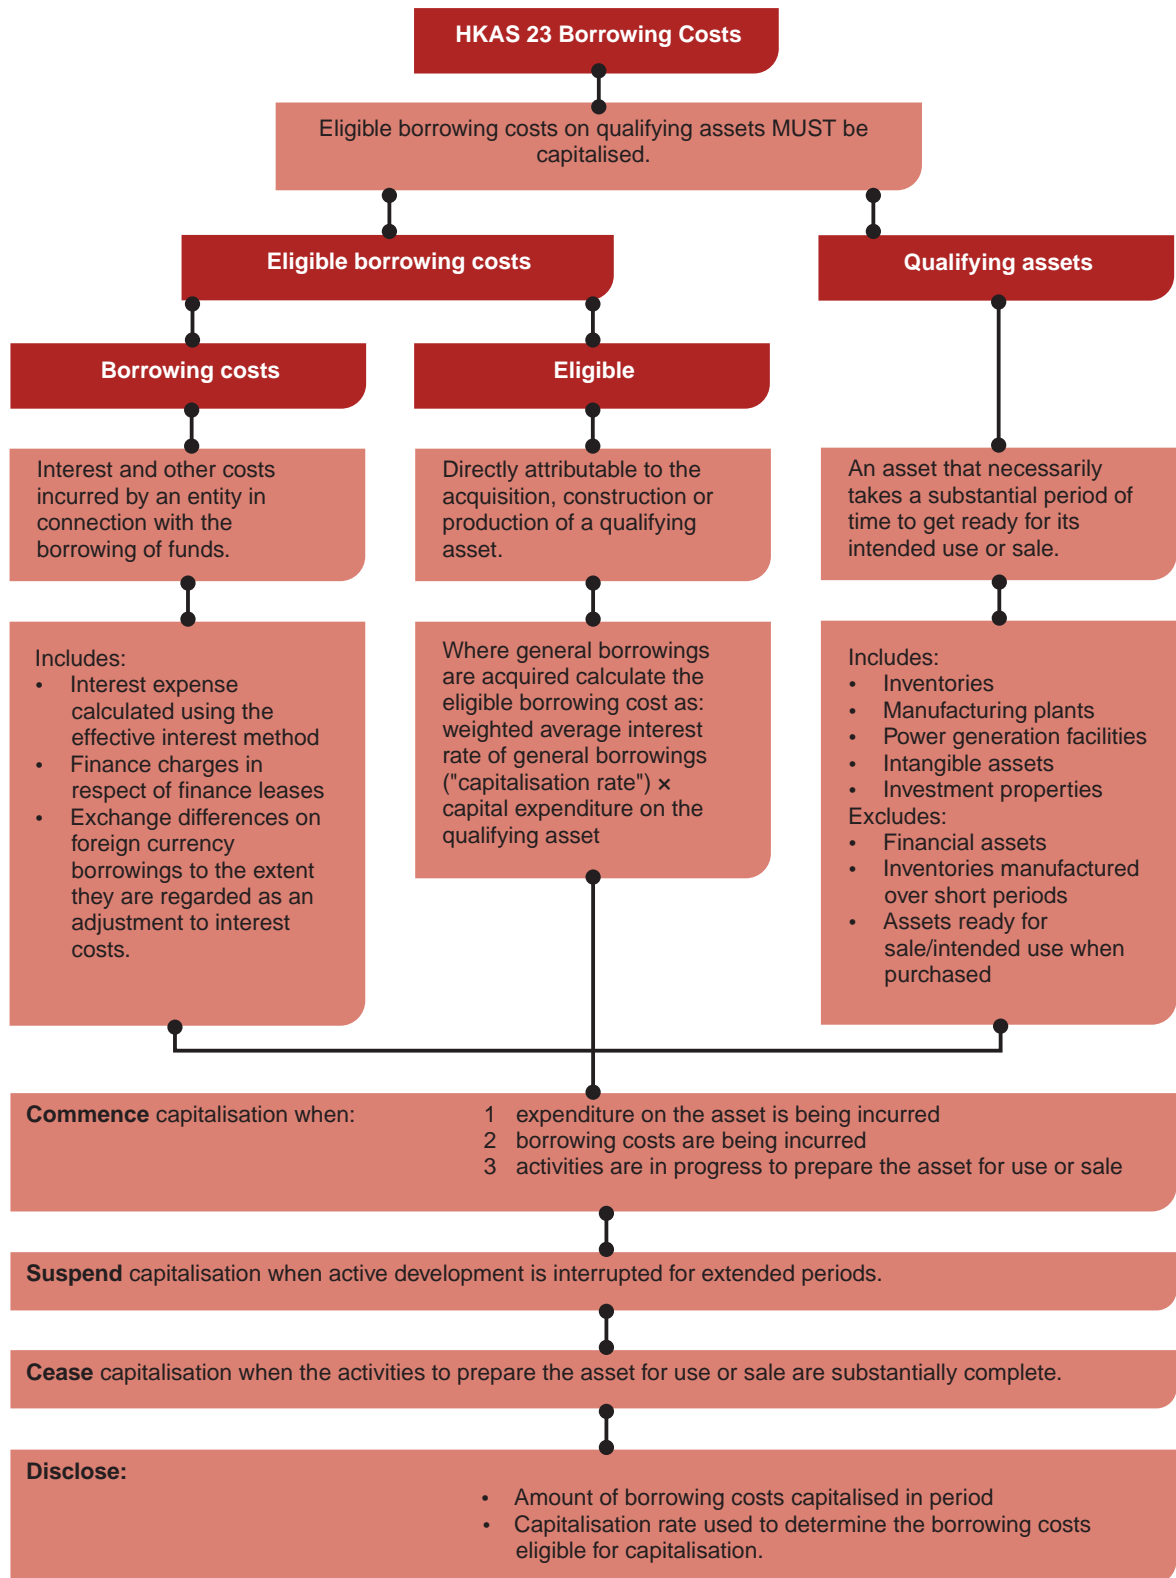 HKAS 23 Borrowing Costs
Eligible borrowing costs on qualifying assets MUST be
capitalised.
Eligible borrowing costs
Qualifying assets
Borrowing costs
Eligible
Interest and other costs
incurred by an entity in
connection with the
borrowing of funds.
Directly attributable to the
acquisition, construction or
production of a qualifying
asset.
An asset that necessarily
takes a substantial period of
time to get ready for its
intended use or sale.
Includes:
• Interest expense
calculated using the
effective interest method
• Finance charges in
respect of finance leases
• Exchange differences on
foreign currency
borrowings to the extent
they are regarded as an
adjustment to interest
costs.
Where general borrowings
are acquired calculate the
eligible borrowing cost as:
weighted average interest
rate of general borrowings
("capitalisation rate") ×
capital expenditure on the
qualifying asset
Includes:
• Inventories
• Manufacturing plants
• Power generation facilities
• Intangible assets
• Investment properties
Excludes:
• Financial assets
• Inventories manufactured
over short periods
• Assets ready for
sale/intended use when
purchased
Commence capitalisation when: 1 expenditure on the asset is being incurred
2 borrowing costs are being incurred
3 activities are in progress to prepare the asset for use or sale
Suspend capitalisation when active development is interrupted for extended periods.
Cease capitalisation when the activities to prepare the asset for use or sale are substantially complete.
Disclose:
• Amount of borrowing costs capitalised in period
• Capitalisation rate used to determine the borrowing costs
eligible for capitalisation.